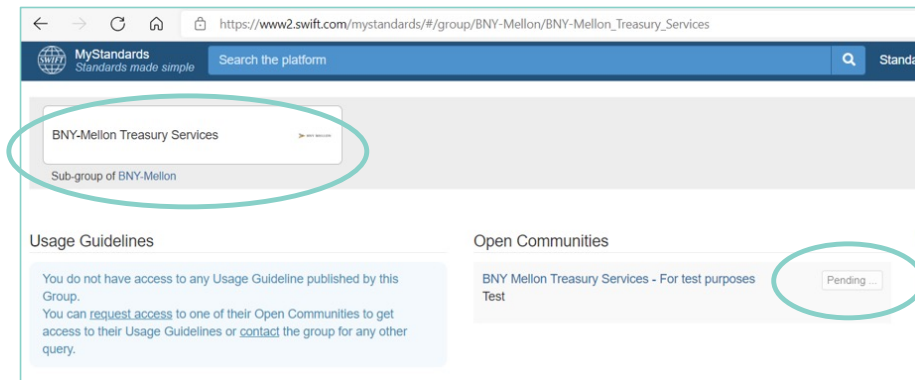 https://www2.swift.com/mystandards/#/group/BNY-Mellon/BNY-Mellon_Treasury_Services
SWIFT
MyStandards
Standards made simple
Search the platform
Standa
BNY-Mellon Treasury Services
BNY MELLON
Sub-group of BNY-Mellon
Usage Guidelines
You do not have access to any Usage Guideline published by this
Group.
You can request access to one of their Open Communities to get
access to their Usage Guidelines or contact the group for any other
query.
Open Communities
BNY Mellon Treasury Services - For test purposes
Test
Pending ...